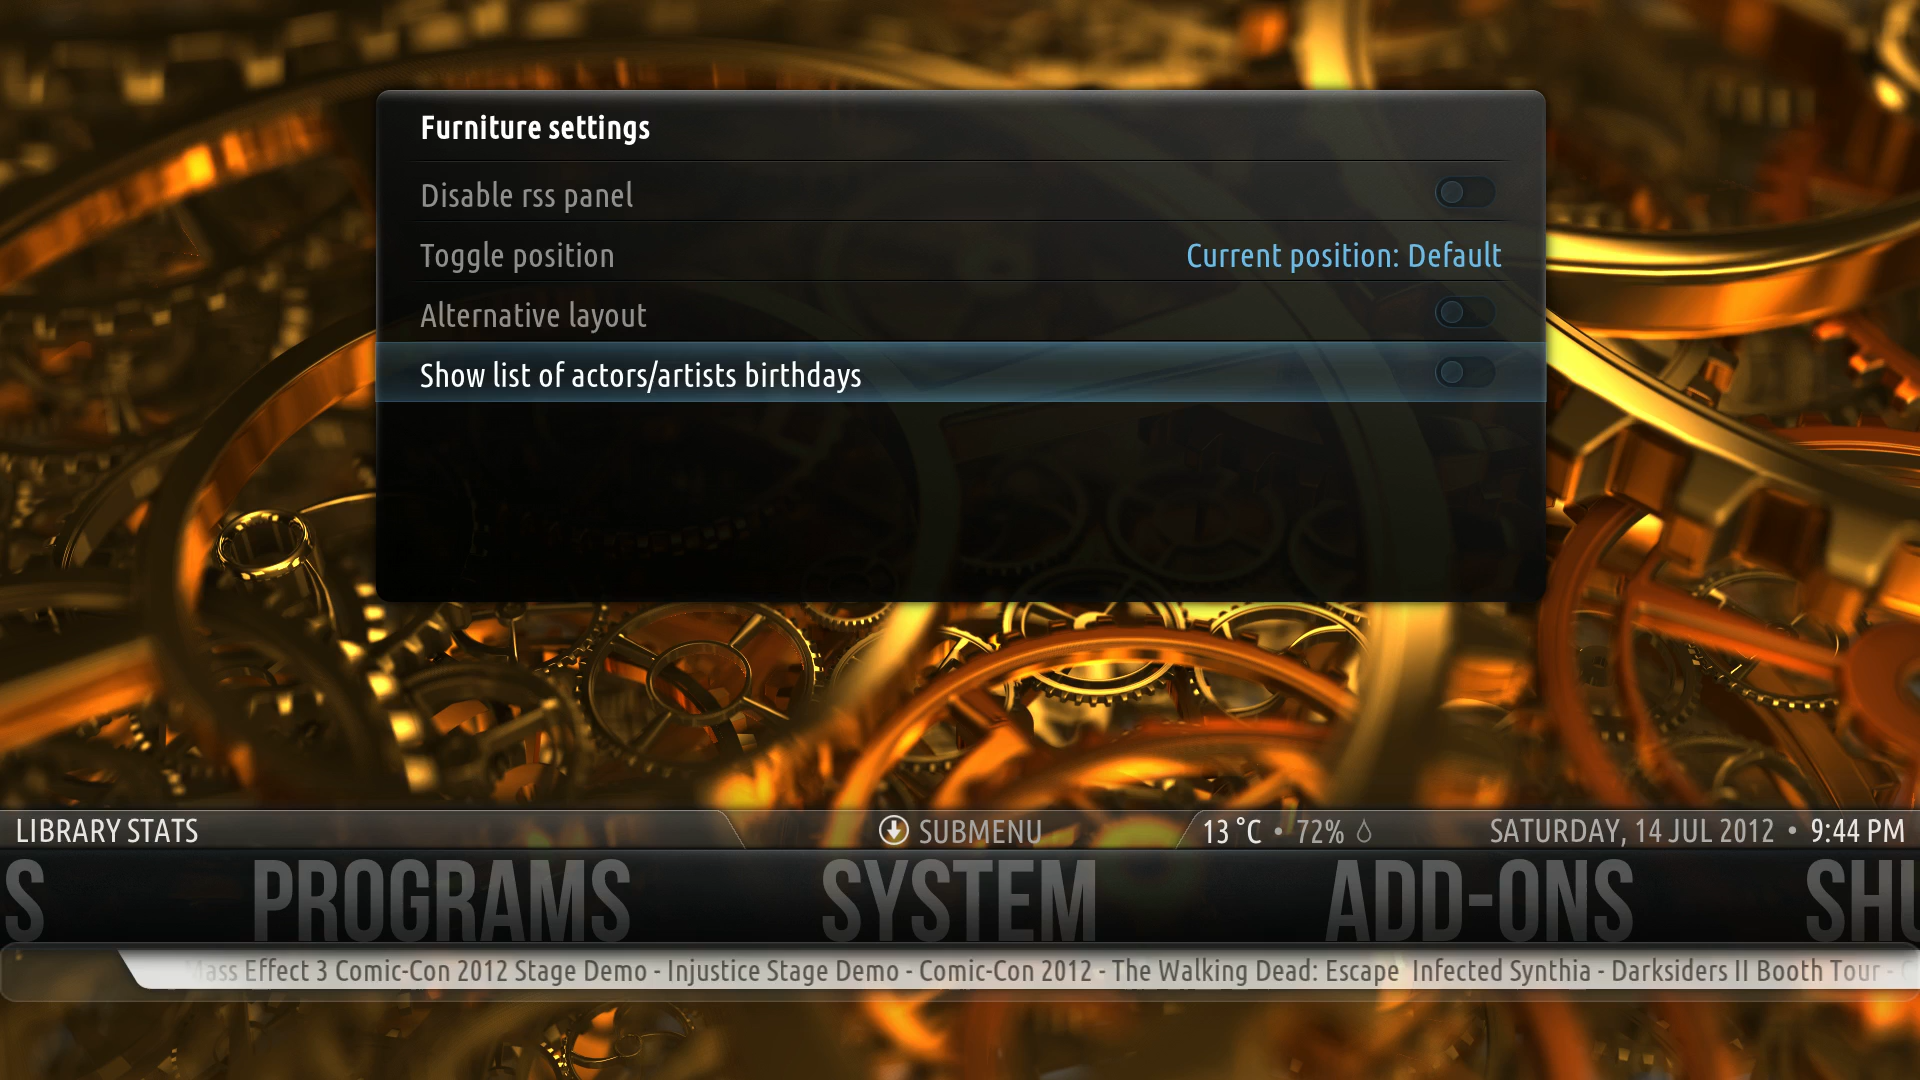 Furniture settings
Disable rss panel
Toggle position Current position: Default
Alternative layout
Show list of actors/artists birthdays
LIBRARY STATS SUBMENU 13°C • 72% SATURDAY, 14 JUL 2012 • 9:44 PM
S PROGRAMS SYSTEM ADD-ONS SHU
Mass Effect 3 Comic-Con 2012 Stage Demo - Injustice Stage Demo - Comic-Con 2012 - The Walking Dead: Escape Infected Synthia - Darksiders II Booth Tour -